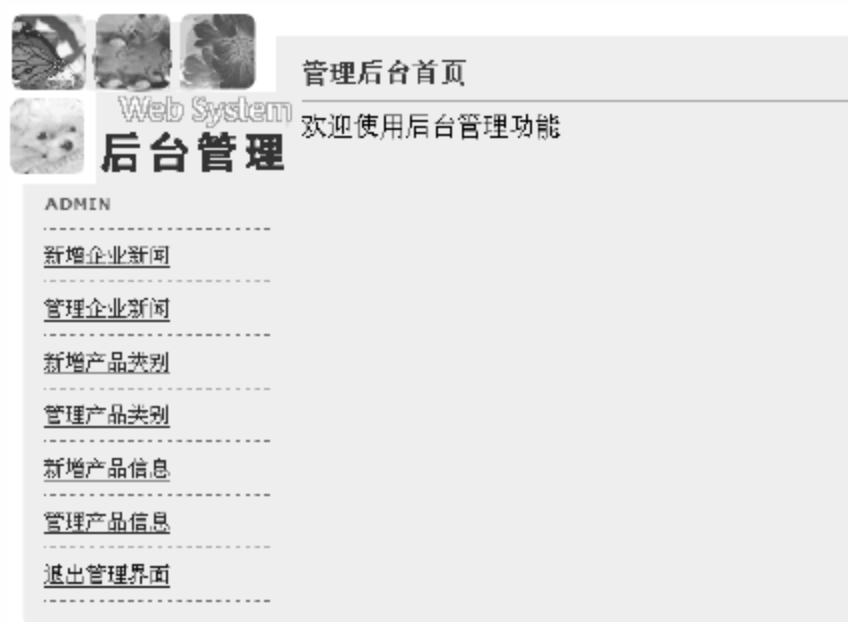 Web System
后台管理
管理后台首页
欢迎使用后台管理功能
ADMIN
新增企业新闻
管理企业新闻
新增产品类别
管理产品类别
新增产品信息
管理产品信息
退出管理界面